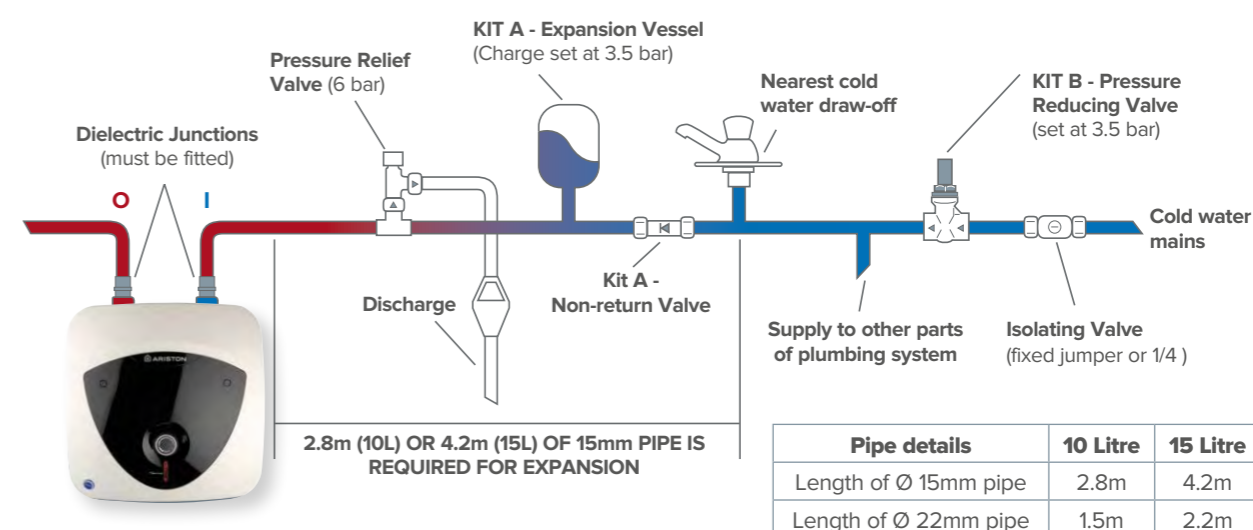 KIT A - Expansion Vessel
(Charge set at 3.5 bar)
Pressure Relief
Valve (6 bar)
Nearest cold
water draw-off
KIT B - Pressure
Reducing Valve
(set at 3.5 bar)
Dielectric Junctions
(must be fitted)
O
I
Cold water
mains
Discharge
Kit A -
Non-return Valve
Supply to other parts
of plumbing system
Isolating Valve
(fixed jumper or 1/4 )
ARISTON
2.8m (10L) OR 4.2m (15L) OF 15mm PIPE IS
REQUIRED FOR EXPANSION
Pipe details 10 Litre 15 Litre
Length of Ø 15mm pipe 2.8m 4.2m
Length of Ø 22mm pipe 1.5m 2.2m